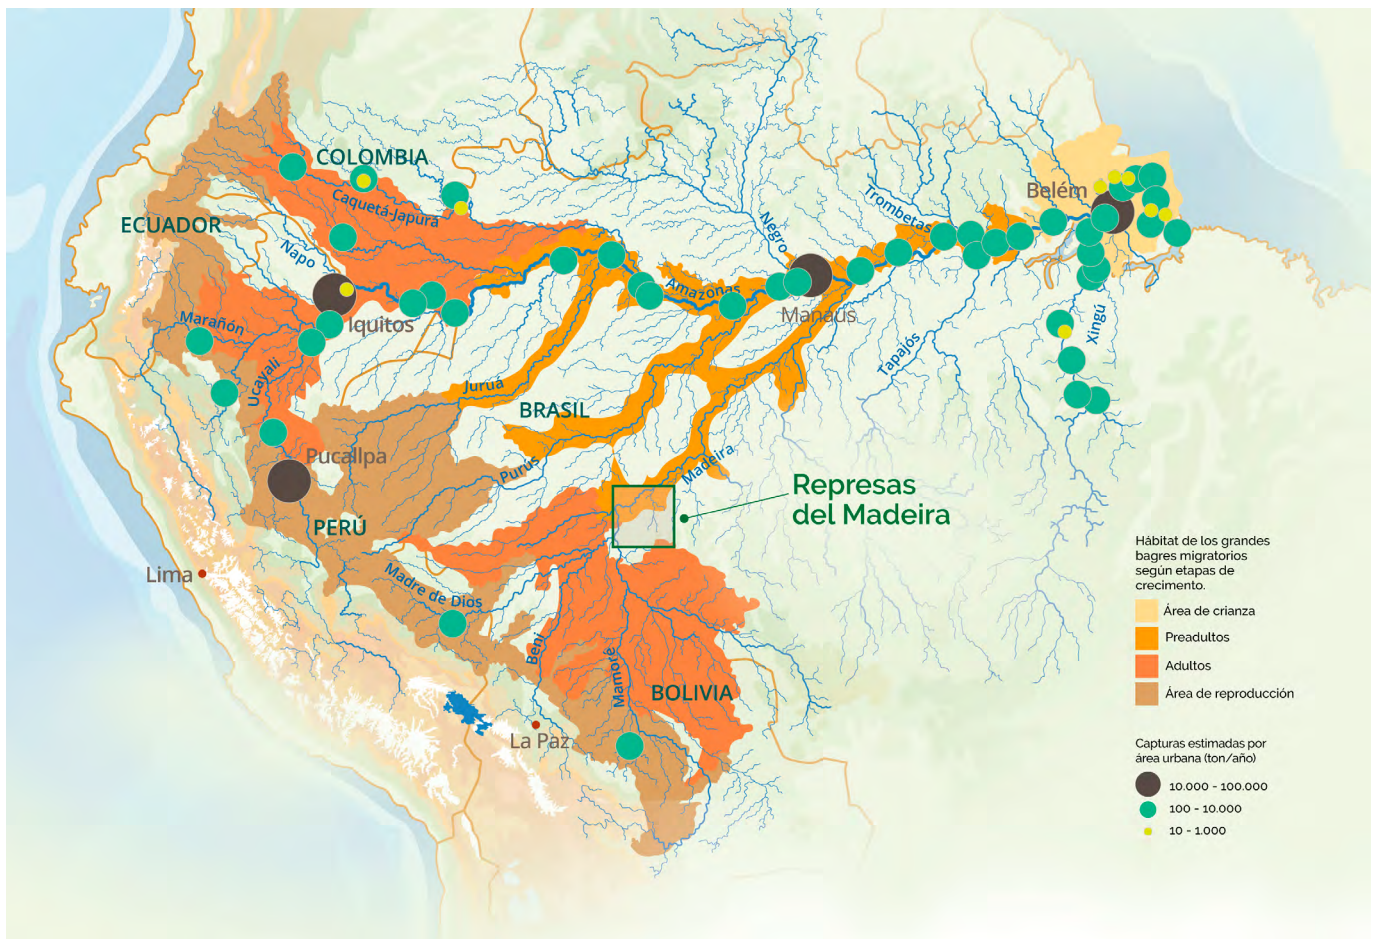 COLOMBIA
Caquetá-Japurá
ECUADOR
Napo
Iquitos
Marañón
Ucayali
Pucallpa
PERÚ
Lima
Juruá
BRASIL
Purús
Amazonas
Negro
Manaus
Trombetas
Belém
Tapajós
Xingú
Madeira
Represas
del Madeira
Madre de Dios
Beni
Mamoré
BOLIVIA
La Paz
Hábitat de los grandes
bagres migratorios
según etapas de
crecimento.
Área de crianza
Preadultos
Adultos
Área de reproducción
Capturas estimadas por
área urbana (ton/año)
10.000 - 100.000
100 - 10.000
10 - 1.000